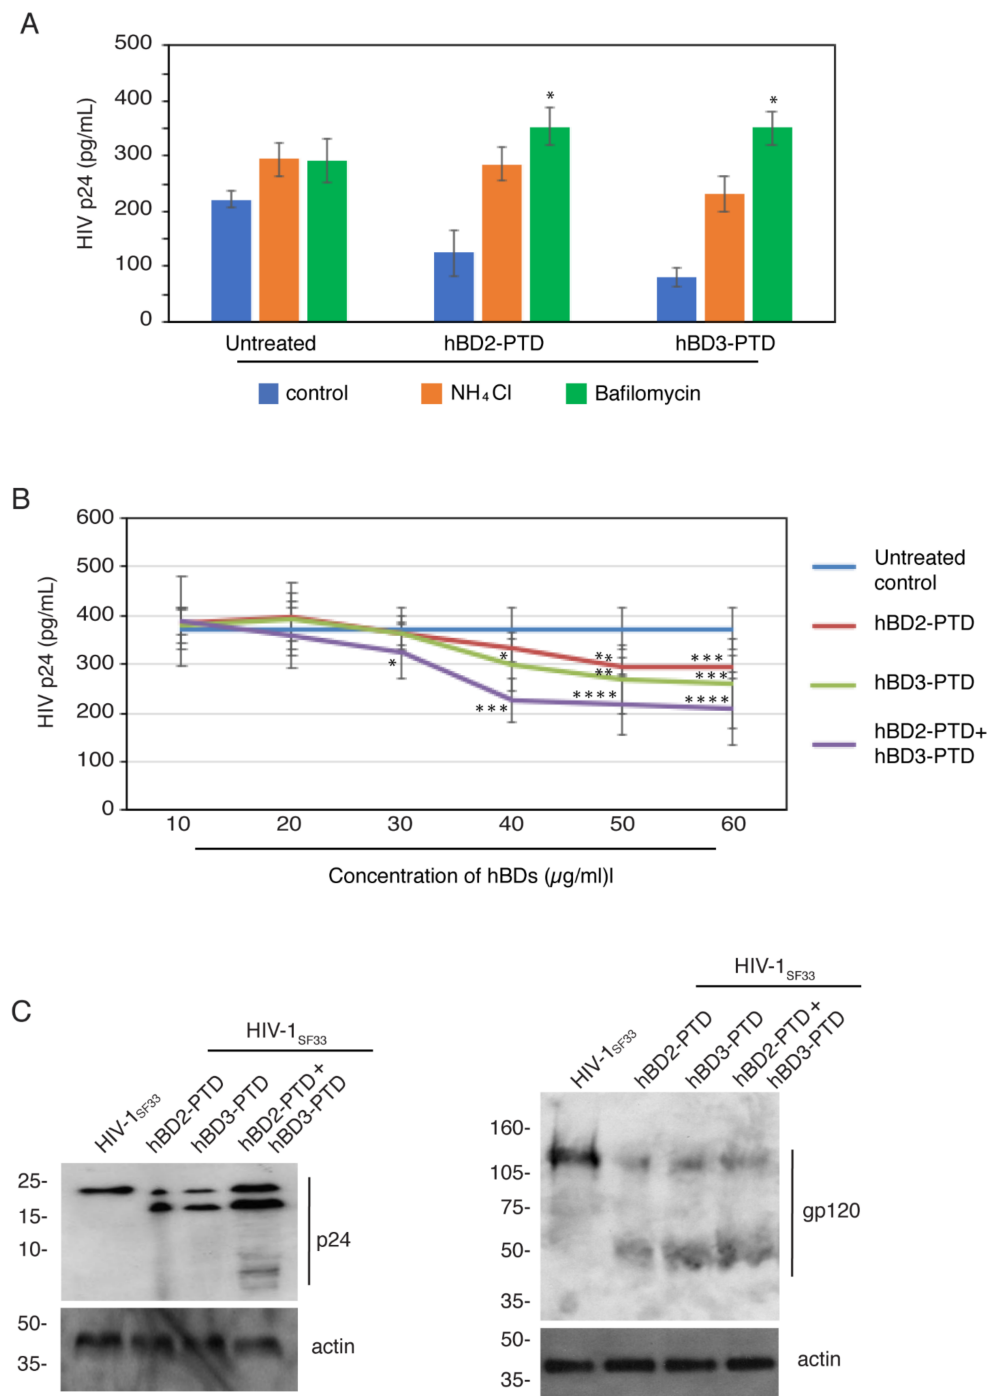 A
500
400
300
200
100
0
HIV p24 (pg/mL)
*
*
Untreated
hBD2-PTD
hBD3-PTD
control
NH₄Cl
Bafilomycin
B
600
500
400
300
200
100
0
HIV p24 (pg/mL)
*
***
*
**
**
****
***
***
****
10
20
30
40
50
60
Concentration of hBDs (µg/ml)l
Untreated
control
hBD2-PTD
hBD3-PTD
hBD2-PTD+
hBD3-PTD
C
HIV-1SF33
HIV-1SF33
hBD2-PTD
hBD3-PTD
hBD2-PTD+
hBD3-PTD
25-
15-
10-
p24
50-
35-
actin
HIV-1SF33
HIV-1SF33
hBD2-PTD
hBD3-PTD
hBD2-PTD+
hBD3-PTD
160-
105-
75-
50-
35-
gp120
50-
35-
actin